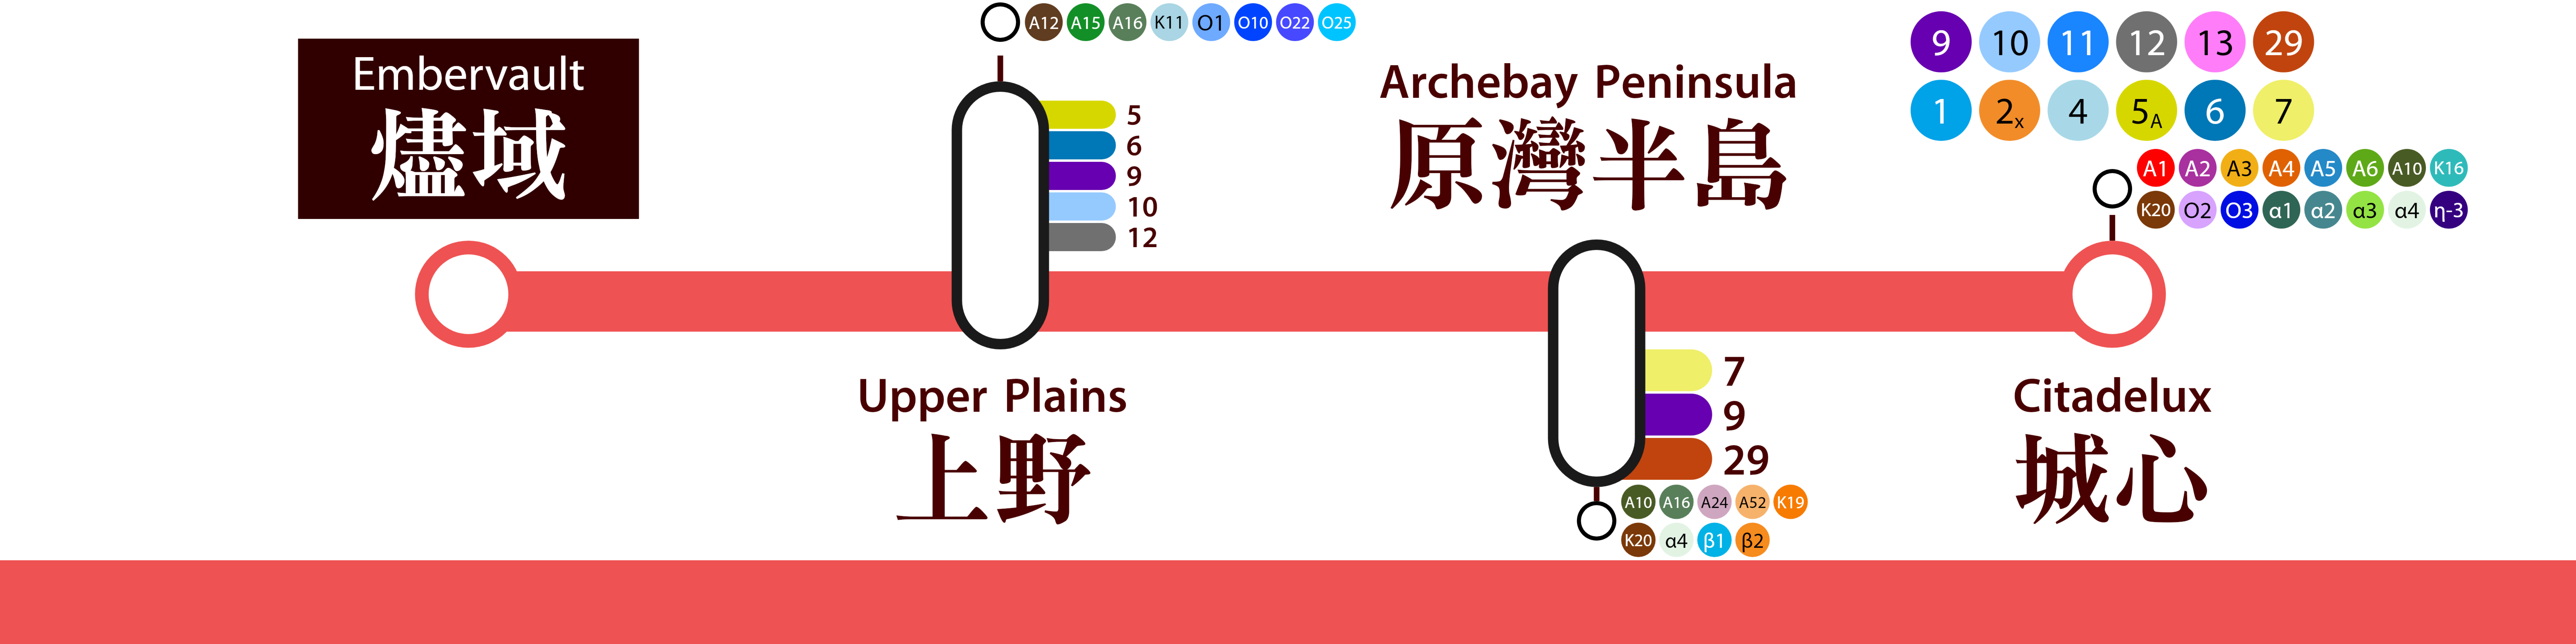 Embervault
燼域
A12 A15 A16 K11 O1 O10 O22 O25
5
6
9
10
12
Upper Plains
上野
Archebay Peninsula
原灣半島
7
9
29
A10 A16 A24 A52 K19
K20 α4 β1 β2
9 10 11 12 13 29
1 2x 4 5A 6 7
A1 A2 A3 A4 A5 A6 A10 K16
K20 O2 O3 α1 α2 α3 α4 η-3
Citadelux
城心